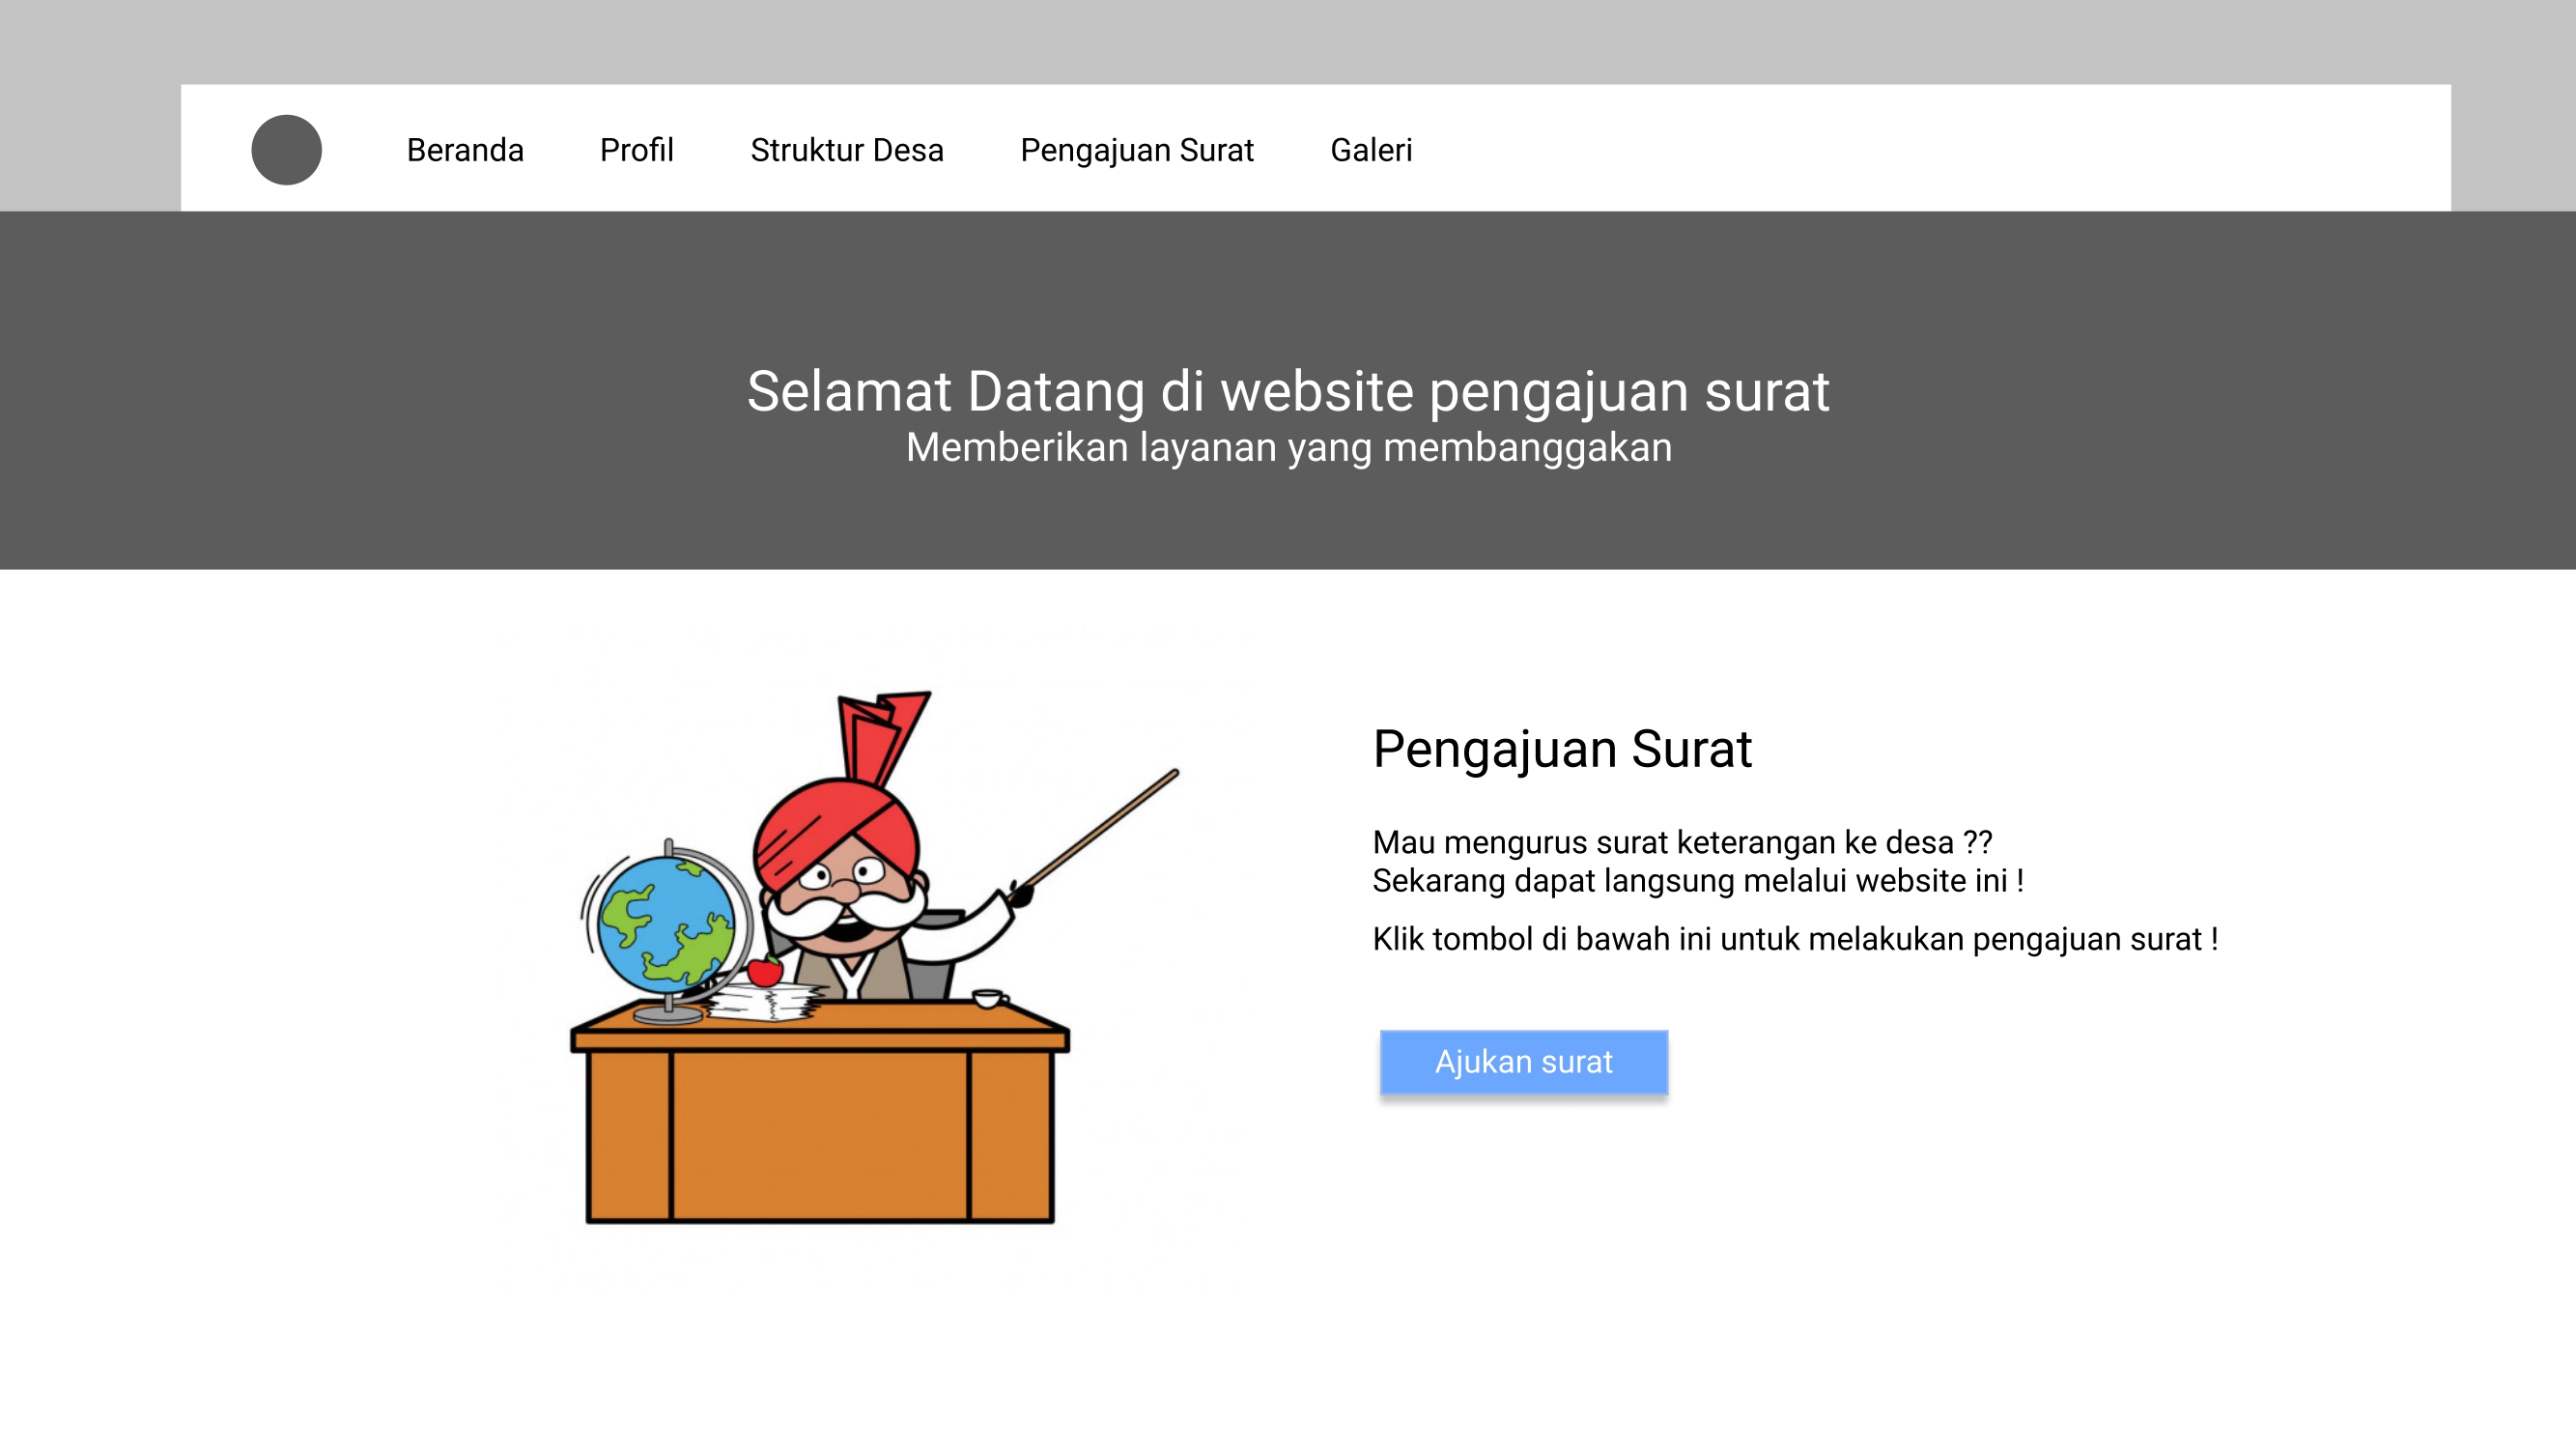 Beranda Profil Struktur Desa Pengajuan Surat Galeri
Selamat Datang di website pengajuan surat
Memberikan layanan yang membanggakan
Pengajuan Surat
Mau mengurus surat keterangan ke desa ??
Sekarang dapat langsung melalui website ini !
Klik tombol di bawah ini untuk melakukan pengajuan surat !
Ajukan surat